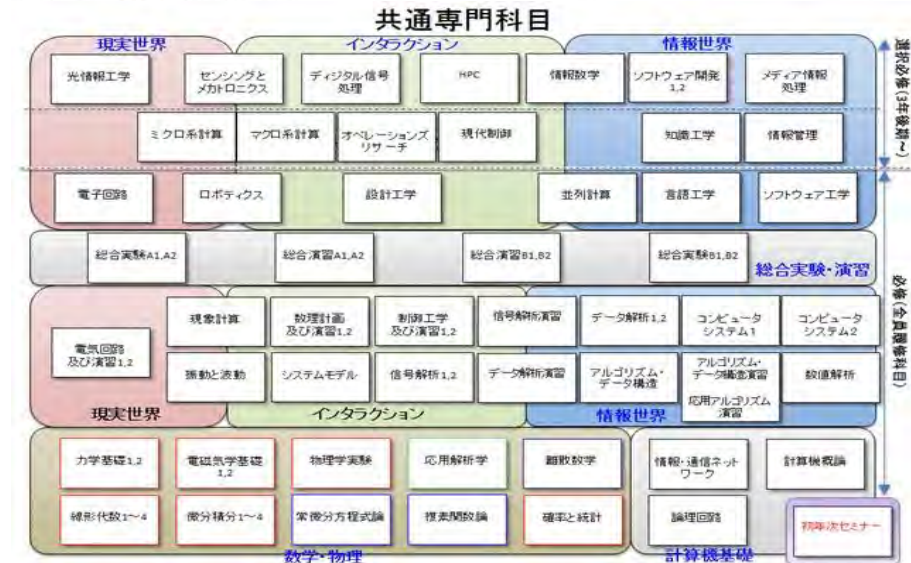 共通専門科目
現実世界
インタラクション
情報世界
光情報工学
センシングと
メカトロニクス
ディジタル信号
処理
HPC
情報数学
ソフトウェア開発
1,2
メディア情報
処理
ミクロ系計算
マクロ系計算
オペレーションズ
リサーチ
現代制御
知識工学
情報管理
選択必修(3年後期~)
電子回路
ロボティクス
設計工学
並列計算
言語工学
ソフトウェア工学
総合実験A1,A2
総合演習A1,A2
総合演習B1,B2
総合実験B1,B2
総合実験・演習
必修(全員履修科目)
電気回路
及び演習1,2
現象計算
数理計画
及び演習1,2
制御工学
及び演習1,2
信号解析演習
データ解析1,2
コンピュータ
システム1
コンピュータ
システム2
振動と波動
システムモデル
信号解析1,2
データ解析演習
アルゴリズム・
データ構造
アルゴリズム・
データ構造演習
応用アルゴリズム
演習
数値解析
現実世界
インタラクション
情報世界
力学基礎1,2
電磁気学基礎
1,2
物理学実験
応用解析学
離散数学
情報・通信ネット
ワーク
計算機概論
線形代数1~4
微分積分1~4
常微分方程式論
複素関数論
確率と統計
論理回路
初年次セミナー
数学・物理
計算機基礎